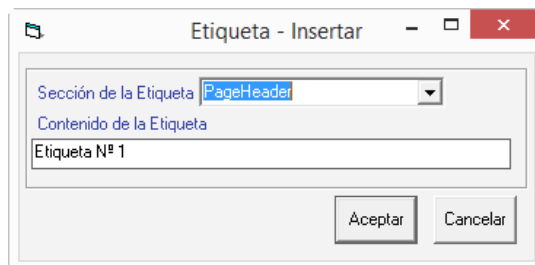 Etiqueta - Insertar
Sección de la Etiqueta PageHeader
Contenido de la Etiqueta
Etiqueta Nº 1
Aceptar Cancelar